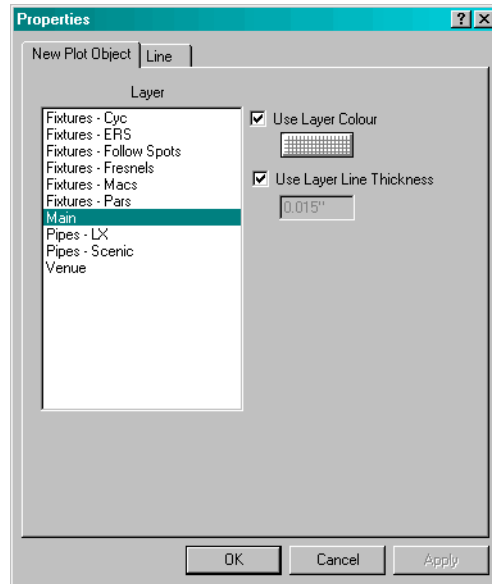 Properties
New Plot Object
Line
Layer
Fixtures - Cyc
Fixtures - ERS
Fixtures - Follow Spots
Fixtures - Fresnels
Fixtures - Macs
Fixtures - Pars
Main
Pipes - LX
Pipes - Scenic
Venue
Use Layer Colour
Use Layer Line Thickness
0.015"
OK
Cancel
Apply